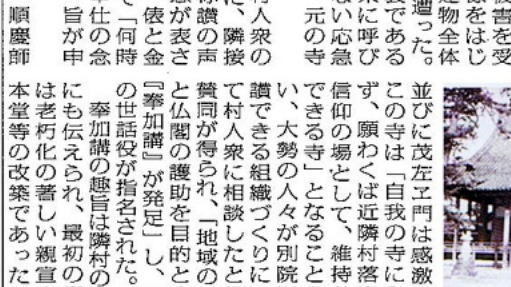 被害を受
像をはじ
建物全体
遭った。
長である
衆に呼び
ない応急
元の寺
村人衆の
に、隣接
称讃の声
意が表さ
俵と金
旨が申
奉仕の念
て「何時
順慶師
並びに茂左ヱ門は感激
この寺は「自我の寺に
ず、願わくば近隣村落
信仰の場として、維持
できる寺」となること
い、大勢の人々が別院
讃できる組織づくりに
て村人衆に相談したと
賛同が得られ、「地域の
と仏閣の護助を目的と
『奉加講』が発足」し、
の世話役が指名された。
奉加講の趣旨は隣村の
にも伝えられ、最初の
は老朽化の著しい親宣
本堂等の改築であった